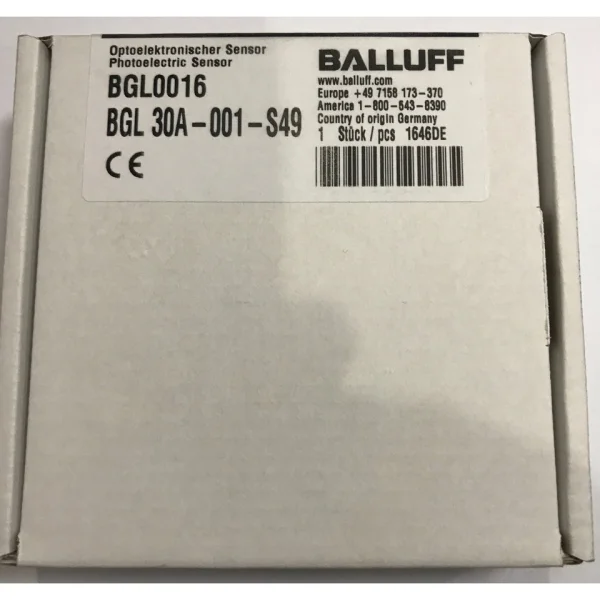 Optoelektronischer Sensor
Photoelectric Sensor
BGL0016
BGL 30A-001-S49
CE
BALLUFF
www.balluff.com
Europe +49 7158 173-370
America 1-800-543-8390
Country of origin Germany
1 Stück / pcs 1646DE